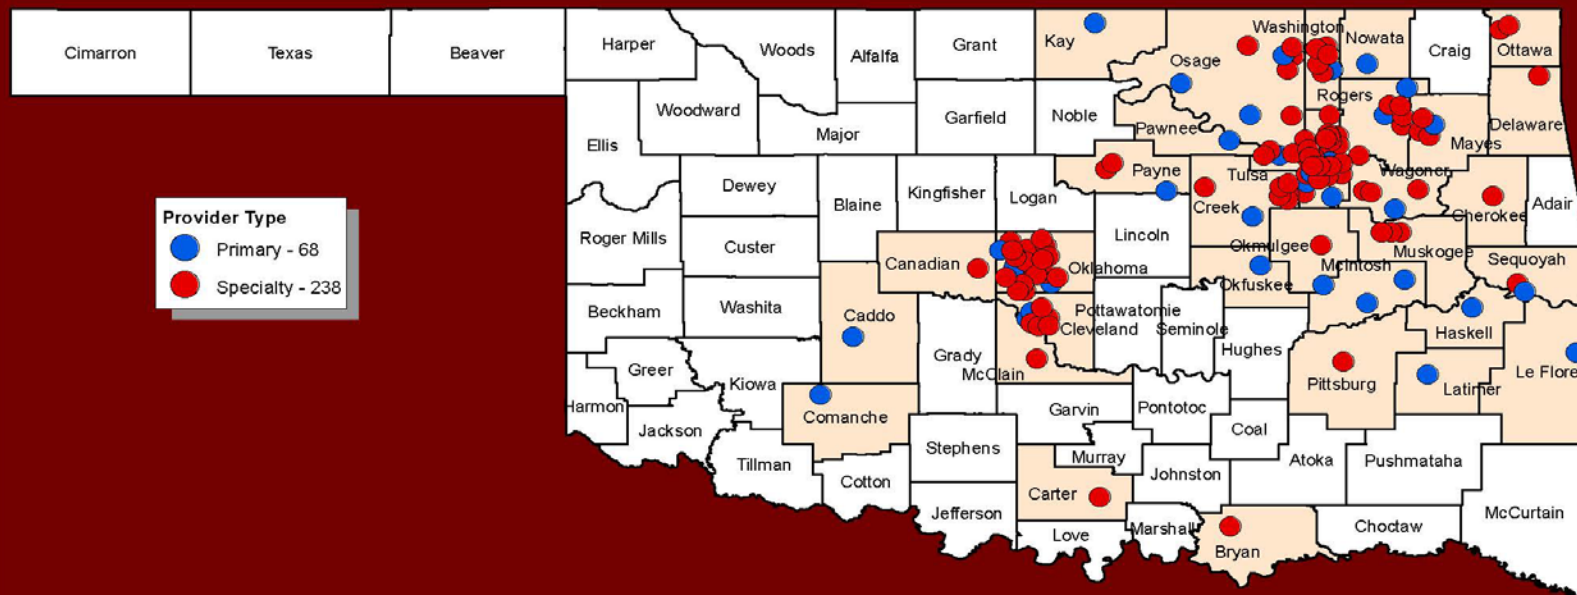 Cimarron
Texas
Beaver
Harper
Woods
Alfalfa
Grant
Kay
Osage
Washington
Nowata
Craig
Ottawa
Woodward
Ellis
Major
Garfield
Noble
Pawnee
Rogers
Mayes
Delaware
Dewey
Blaine
Kingfisher
Logan
Payne
Tulsa
Creek
Wagoner
Cherokee
Adair
Provider Type
Primary - 68
Specialty - 238
Roger Mills
Custer
Canadian
Oklahoma
Lincoln
Okmulgee
Okfuskee
McIntosh
Muskogee
Sequoyah
Beckham
Washita
Caddo
Grady
McClain
Cleveland
Pottawatomie
Seminole
Hughes
Haskell
Pittsburg
Latimer
Le Flore
Greer
Kiowa
Harmon
Jackson
Comanche
Garvin
Pontotoc
Coal
Tillman
Cotton
Stephens
Murray
Johnston
Atoka
Pushmataha
Carter
Jefferson
Love
Marshall
Bryan
Choctaw
McCurtain